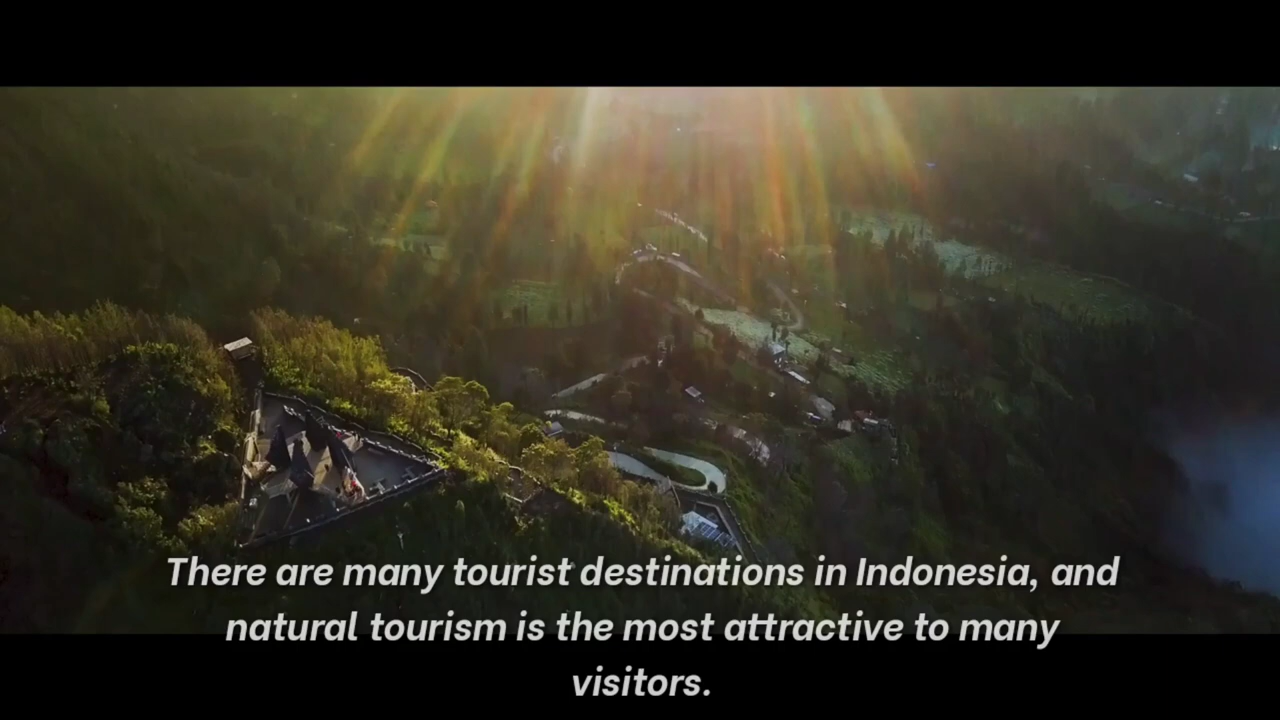 There are many tourist destinations in Indonesia, and
natural tourism is the most attractive to many
visitors.